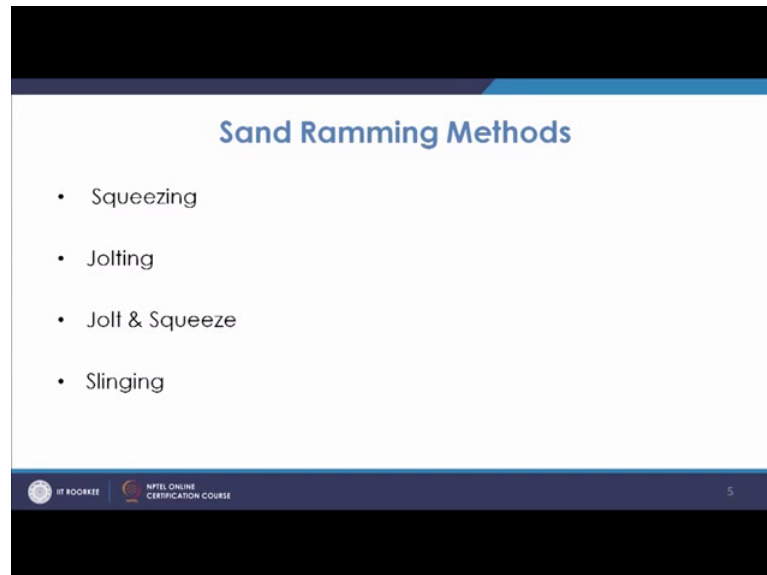 Sand Ramming Methods
• Squeezing
• Jolting
• Jolt & Squeeze
• Slinging
IIT ROORKEE
NPTEL ONLINE
CERTIFICATION COURSE
5